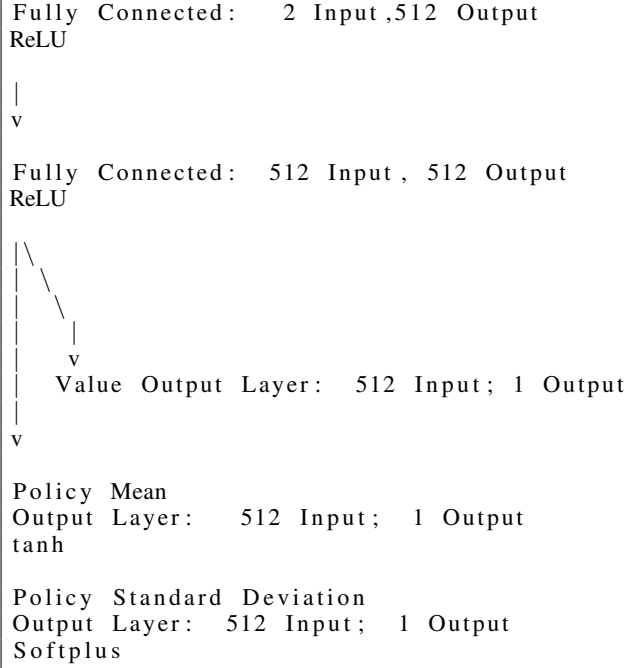 Fully Connected: 2 Input ,512 Output
ReLU
|
v
Fully Connected: 512 Input , 512 Output
ReLU
|\
| \
|  \
|   |
|   v
|  Value Output Layer: 512 Input; 1 Output
|
v
Policy Mean
Output Layer: 512 Input; 1 Output
tanh
Policy Standard Deviation
Output Layer: 512 Input; 1 Output
Softplus